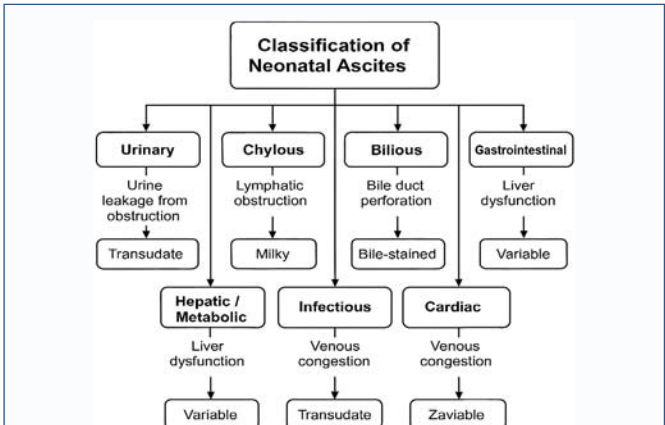 Classification of
Neonatal Ascites
Urinary
Chylous
Bilious
Gastrointestinal
Urine
leakage from
obstruction
Lymphatic
obstruction
Bile duct
perforation
Liver
dysfunction
Transudate
Milky
Bile-stained
Variable
Hepatic /
Metabolic
Infectious
Cardiac
Liver
dysfunction
Venous
congestion
Venous
congestion
Variable
Transudate
Zaviable